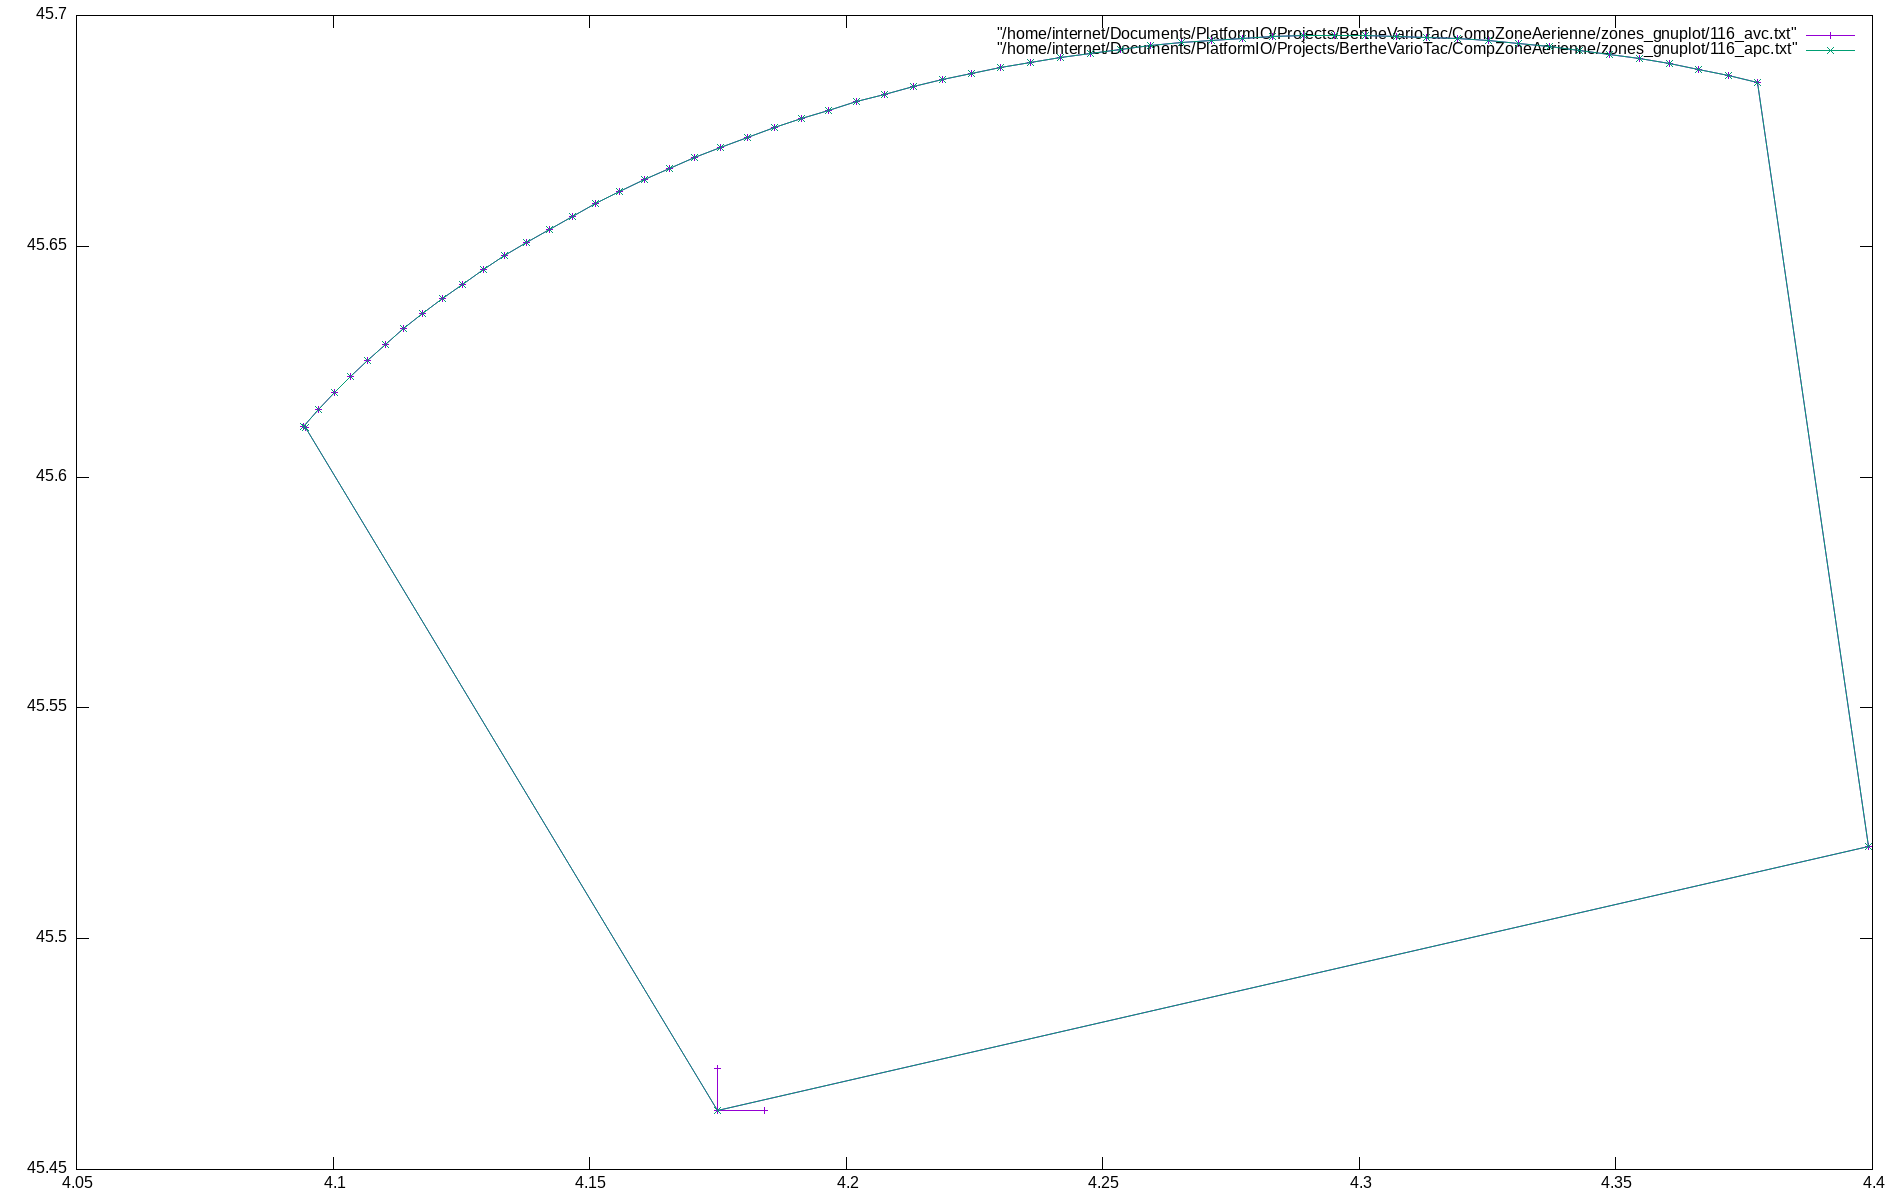 45.7
"/home/internet/Documents/PlatformIO/Projects/BertheVarioTac/CompZoneAerienne/zones_gnuplot/116_avc.txt"
"/home/internet/Documents/PlatformIO/Projects/BertheVarioTac/CompZoneAerienne/zones_gnuplot/116_apc.txt"
45.65
45.6
45.55
45.5
45.45
4.05 4.1 4.15 4.2 4.25 4.3 4.35 4.4